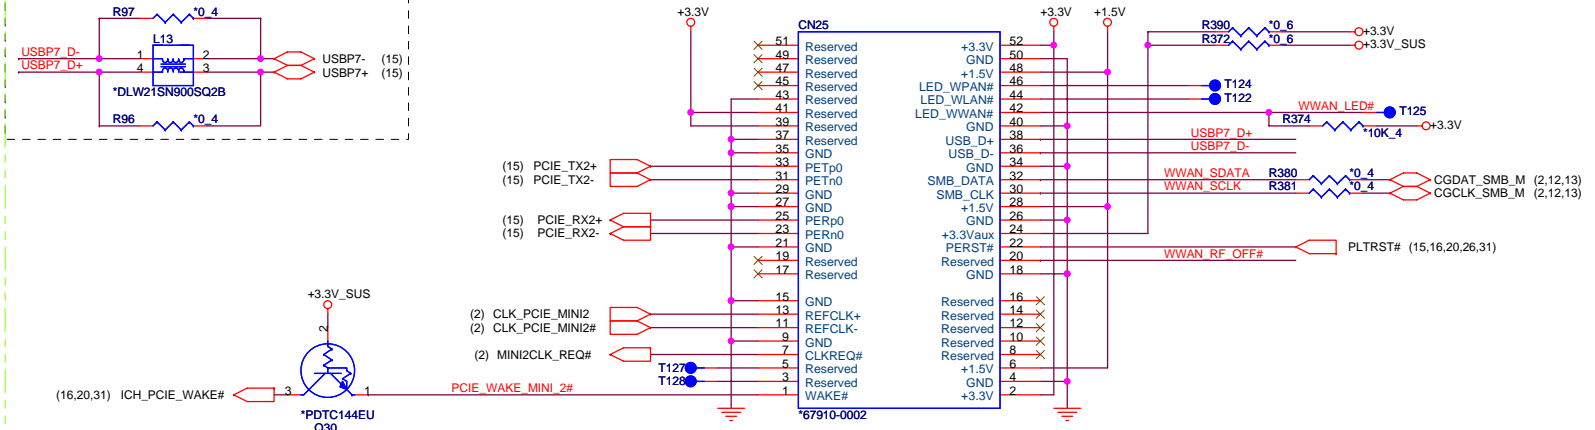 R97 *0_4
L13
USBP7_D- 1 2 USBP7- (15)
USBP7_D+ 4 3 USBP7+ (15)
*DLW21SN900SQ2B
R96 *0_4
+3.3V
CN25
+3.3V
+1.5V
R390 *0_6 +3.3V
R372 *0_6 +3.3V_SUS
51 Reserved +3.3V 52
49 Reserved GND 50
47 Reserved +1.5V 48
45 Reserved LED_WPAN# 46 T124
43 Reserved LED_WLAN# 44 T122
41 Reserved LED_WWAN# 42 WWAN_LED# T125
39 Reserved GND 40 R374 *10K_4 +3.3V
37 Reserved USB_D+ 38 USBP7_D+
35 GND USB_D- 36 USBP7_D-
(15) PCIE_TX2+ 33 PETp0 GND 34
(15) PCIE_TX2- 31 PETn0 SMB_DATA 32 WWAN_SDATA R380 *0_4 CGDAT_SMB_M (2,12,13)
29 GND SMB_CLK 30 WWAN_SCLK R381 *0_4 CGCLK_SMB_M (2,12,13)
27 GND +1.5V 28
(15) PCIE_RX2+ 25 PERp0 GND 26
(15) PCIE_RX2- 23 PERn0 +3.3Vaux 24
21 GND PERST# 22 PLTRST# (15,16,20,26,31)
19 Reserved Reserved 20 WWAN_RF_OFF#
17 Reserved GND 18
15 GND Reserved 16
(2) CLK_PCIE_MINI2 13 REFCLK+ Reserved 14
(2) CLK_PCIE_MINI2# 11 REFCLK- Reserved 12
9 GND Reserved 10
(2) MINI2CLK_REQ# 7 CLKREQ# Reserved 8
T127 5 Reserved +1.5V 6
T128 3 Reserved GND 4
1 WAKE# +3.3V 2
*67910-0002
+3.3V_SUS
2
(16,20,31) ICH_PCIE_WAKE# 3 1 PCIE_WAKE_MINI_2#
*PDTC144EU
Q30